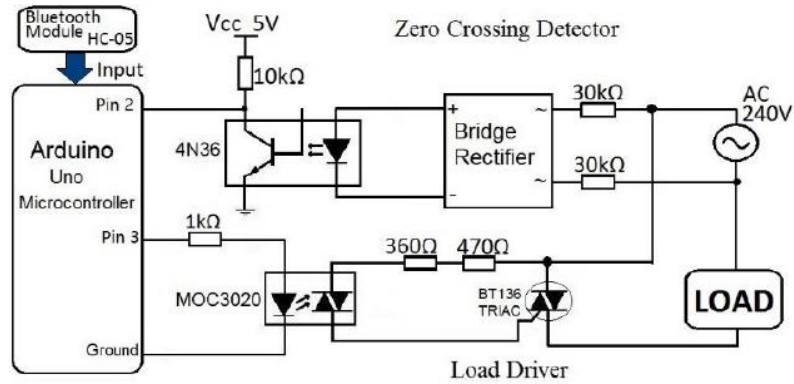 Bluetooth
Module HC-05
Input
Vcc 5V
Zero Crossing Detector
10kΩ
Pin 2
4N36
Arduino
Uno
Microcontroller
+
-
Bridge
Rectifier
~
~
30kΩ
30kΩ
AC
240V
~
Pin 3
1kΩ
360Ω
470Ω
MOC3020
BT136
TRIAC
LOAD
Ground
Load Driver